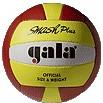 Smash Plus
gala
OFFICIAL
SIZE & WEIGHT